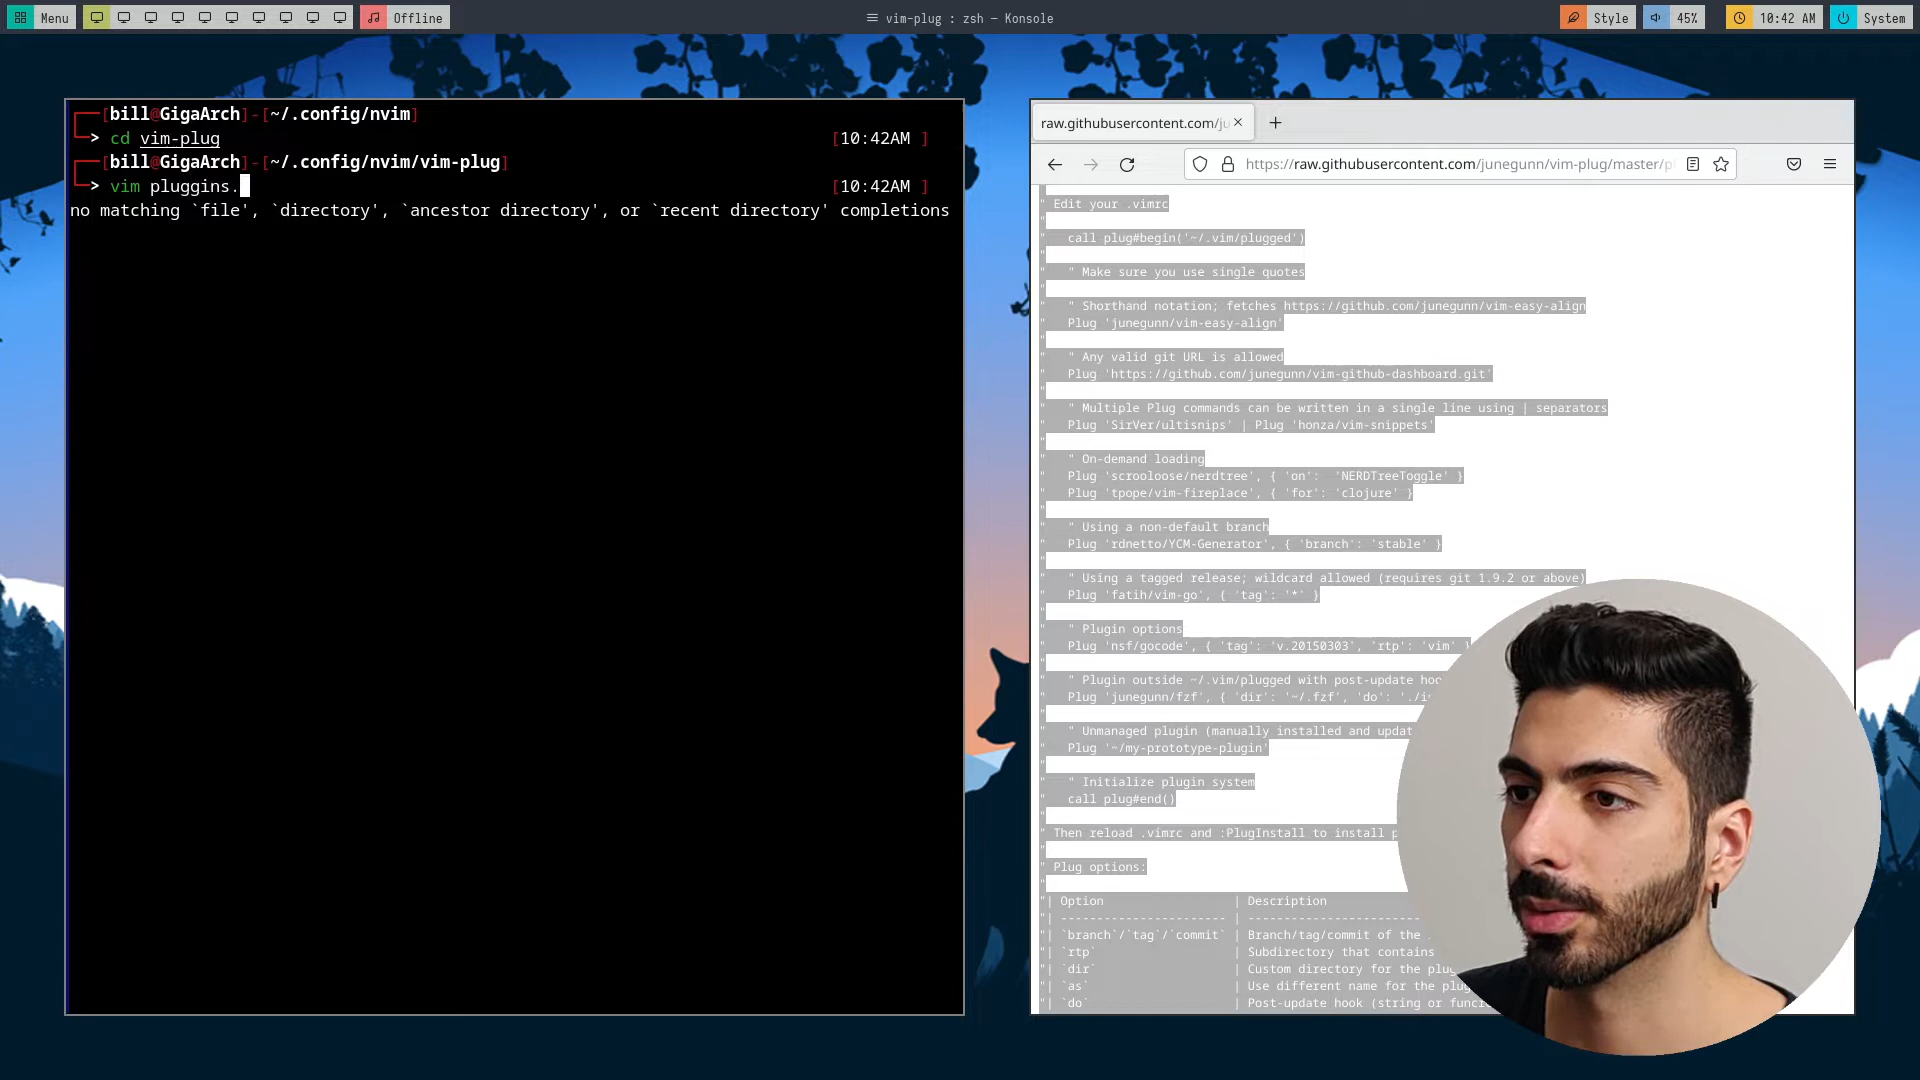 Menu
Offline
vim-plug : zsh — Konsole
Style
45%
10:42 AM
System
[bill@GigaArch]-[~/.config/nvim]
> cd vim-plug [10:42AM ]
[bill@GigaArch]-[~/.config/nvim/vim-plug]
> vim pluggins. [10:42AM ]
no matching `file', `directory', `ancestor directory', or `recent directory' completions
raw.githubusercontent.com/ju
https://raw.githubusercontent.com/junegunn/vim-plug/master/p
"
" Edit your .vimrc
"
"   call plug#begin('~/.vim/plugged')
"
"   " Make sure you use single quotes
"
"   " Shorthand notation; fetches https://github.com/junegunn/vim-easy-align
"   Plug 'junegunn/vim-easy-align'
"
"   " Any valid git URL is allowed
"   Plug 'https://github.com/junegunn/vim-github-dashboard.git'
"
"   " Multiple Plug commands can be written in a single line using | separators
"   Plug 'SirVer/ultisnips' | Plug 'honza/vim-snippets'
"
"   " On-demand loading
"   Plug 'scrooloose/nerdtree', { 'on':  'NERDTreeToggle' }
"   Plug 'tpope/vim-fireplace', { 'for': 'clojure' }
"
"   " Using a non-default branch
"   Plug 'rdnetto/YCM-Generator', { 'branch': 'stable' }
"
"   " Using a tagged release; wildcard allowed (requires git 1.9.2 or above)
"   Plug 'fatih/vim-go', { 'tag': '*' }
"
"   " Plugin options
"   Plug 'nsf/gocode', { 'tag': 'v.20150303', 'rtp': 'vim' }
"
"   " Plugin outside ~/.vim/plugged with post-update hoo
"   Plug 'junegunn/fzf', { 'dir': '~/.fzf', 'do': './i
"
"   " Unmanaged plugin (manually installed and updat
"   Plug '~/my-prototype-plugin'
"
"   " Initialize plugin system
"   call plug#end()
"
" Then reload .vimrc and :PlugInstall to install p
"
" Plug options:
"
"| Option | Description
"| ----------------------- | ------------------------
"| `branch`/`tag`/`commit` | Branch/tag/commit of the
"| `rtp` | Subdirectory that contains
"| `dir` | Custom directory for the plug
"| `as` | Use different name for the plug
"| `do` | Post-update hook (string or func